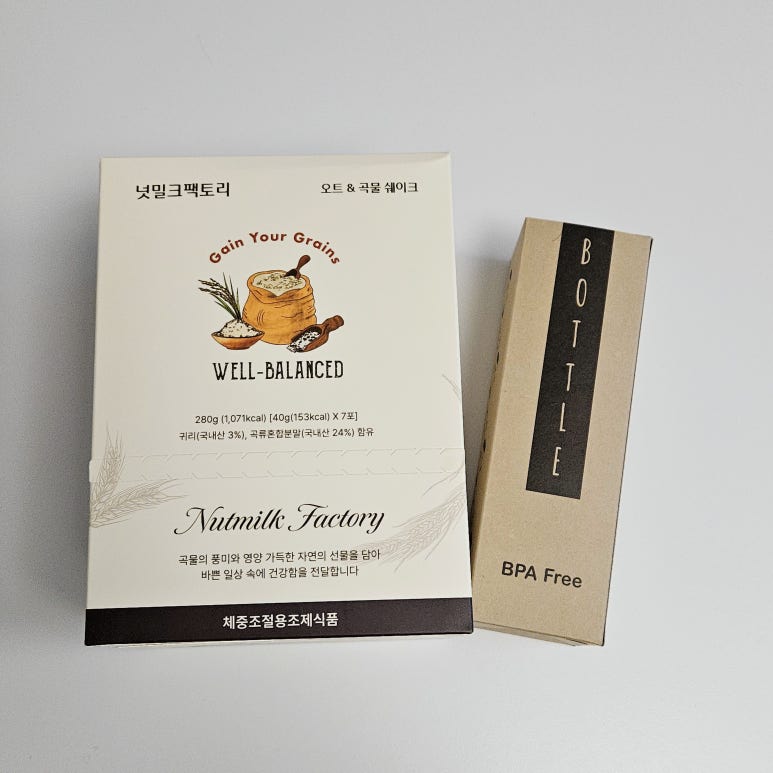 넛밀크팩토리
오트 & 곡물 쉐이크
Gain Your Grains
WELL-BALANCED
280g (1,071kcal) [40g(153kcal) X 7포]
귀리(국내산 3%), 곡류혼합분말(국내산 24%) 함유
Nutmilk Factory
곡물의 풍미와 영양 가득한 자연의 선물을 담아
바쁜 일상 속에 건강함을 전달합니다
체중조절용조제식품
BOTTLE
BPA Free